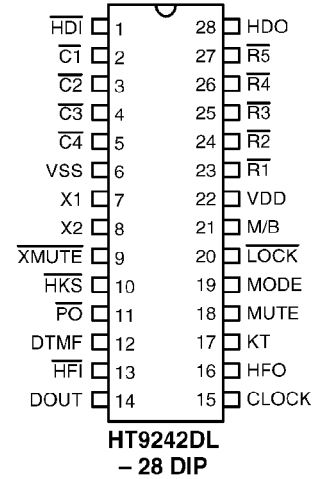 HDI 1 28 HDO
C1 2 27 R5
C2 3 26 R4
C3 4 25 R3
C4 5 24 R2
VSS 6 23 R1
X1 7 22 VDD
X2 8 21 M/B
XMUTE 9 20 LOCK
HKS 10 19 MODE
PO 11 18 MUTE
DTMF 12 17 KT
HFI 13 16 HFO
DOUT 14 15 CLOCK
HT9242DL
– 28 DIP